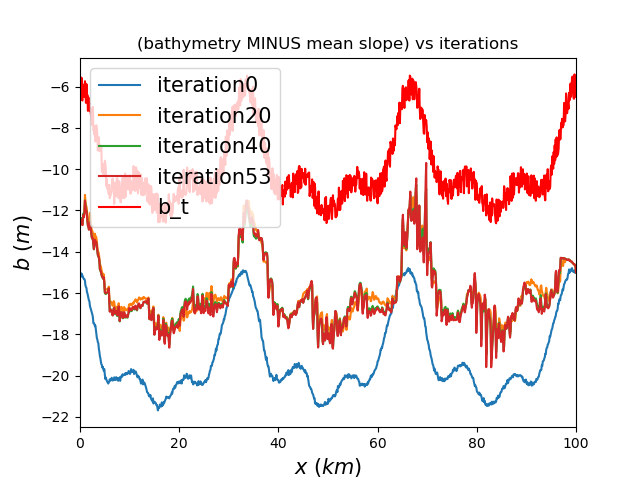 (bathymetry MINUS mean slope) vs iterations
b (m)
−6
−8
−10
−12
−14
−16
−18
−20
−22
iteration0
iteration20
iteration40
iteration53
b_t
0 20 40 60 80 100
x (km)